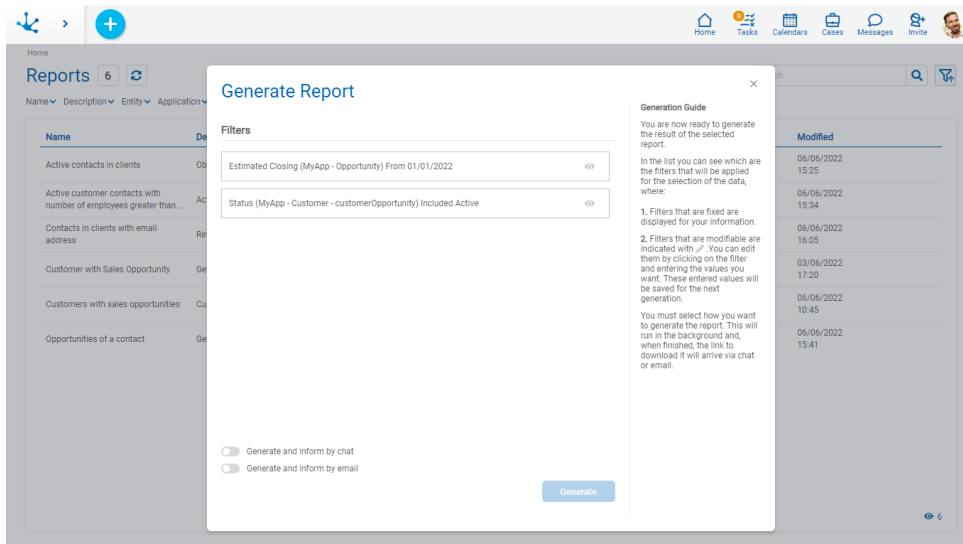 9
Home
Tasks
Calendars
Cases
Messages
Invite
Home
Reports 6
Name Description Entity Application
Name
Modified
Active contacts in clients
06/06/2022
15:25
Active customer contacts with
number of employees greater than ...
06/06/2022
15:34
Contacts in clients with email
address
06/06/2022
16:05
Customer with Sales Opportunity
03/06/2022
17:20
Customers with sales opportunities
06/06/2022
10:45
Opportunities of a contact
06/06/2022
15:41
6
Generate Report
Filters
Estimated Closing (MyApp - Opportunity) From 01/01/2022
Status (MyApp - Customer - customerOpportunity) Included Active
Generate and inform by chat
Generate and inform by email
Generate
Generation Guide
You are now ready to generate
the result of the selected
report.
In the list you can see which are
the filters that will be applied
for the selection of the data,
where:
1. Filters that are fixed are
displayed for your information.
2. Filters that are modifiable are
indicated with .You can edit
them by clicking on the filter
and entering the values you
want. These entered values will
be saved for the next
generation.
You must select how you want
to generate the report. This will
run in the background and,
when finished, the link to
download it will arrive via chat
or email.